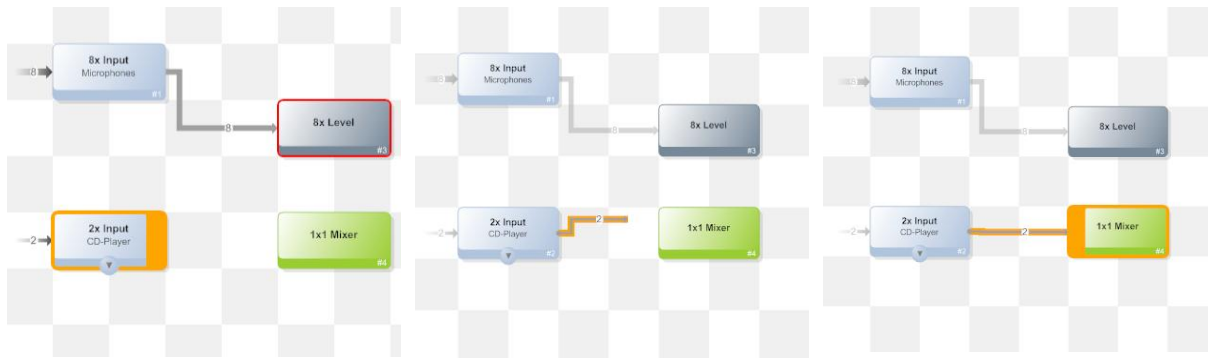 8x Input
Microphones
8
#1
8
8x Level
#3
2x Input
2
CD-Player
1x1 Mixer
#4
8x Input
8
Microphones
#1
8
8x Level
#3
2x Input
2
2
CD-Player
#2
1x1 Mixer
#4
8x Input
8
Microphones
#1
8
8x Level
#3
2x Input
2
CD-Player
#2
2
1x1 Mixer
#4